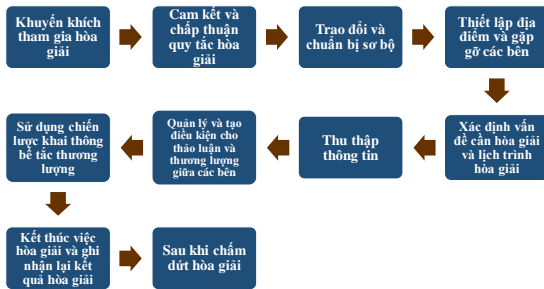 Khuyến khích
tham gia hòa
giải
Cam kết và
chấp thuận
quy tắc hòa
giải
Trao đổi và
chuẩn bị sơ bộ
Thiết lập địa
điểm và gặp
gỡ các bên
Xác định vấn
đề cần hòa giải
và lịch trình
hòa giải
Thu thập
thông tin
Quản lý và tạo
điều kiện cho
thảo luận và
thương lượng
giữa các bên
Sử dụng chiến
lược khai thông
bế tắc thương
lượng
Kết thúc việc
hòa giải và ghi
nhận lại kết
quả hòa giải
Sau khi chấm
dứt hòa giải